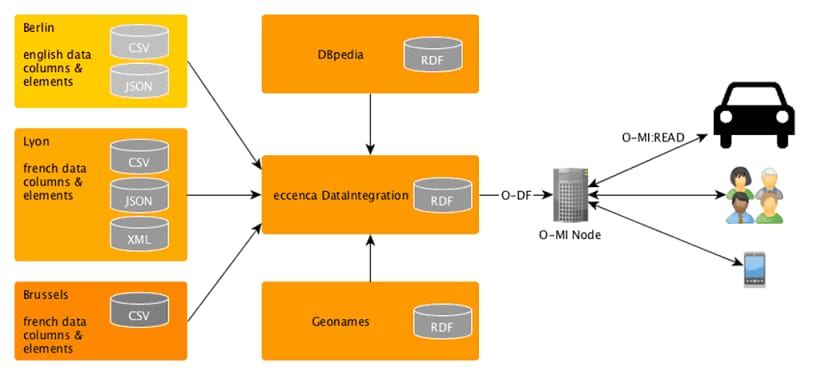 Berlin
english data
columns &
elements
CSV
JSON
Lyon
french data
columns &
elements
CSV
JSON
XML
Brussels
french data
columns &
elements
CSV
DBpedia
RDF
eccenca DataIntegration
RDF
Geonames
RDF
O-DF
O-MI Node
O-MI:READ